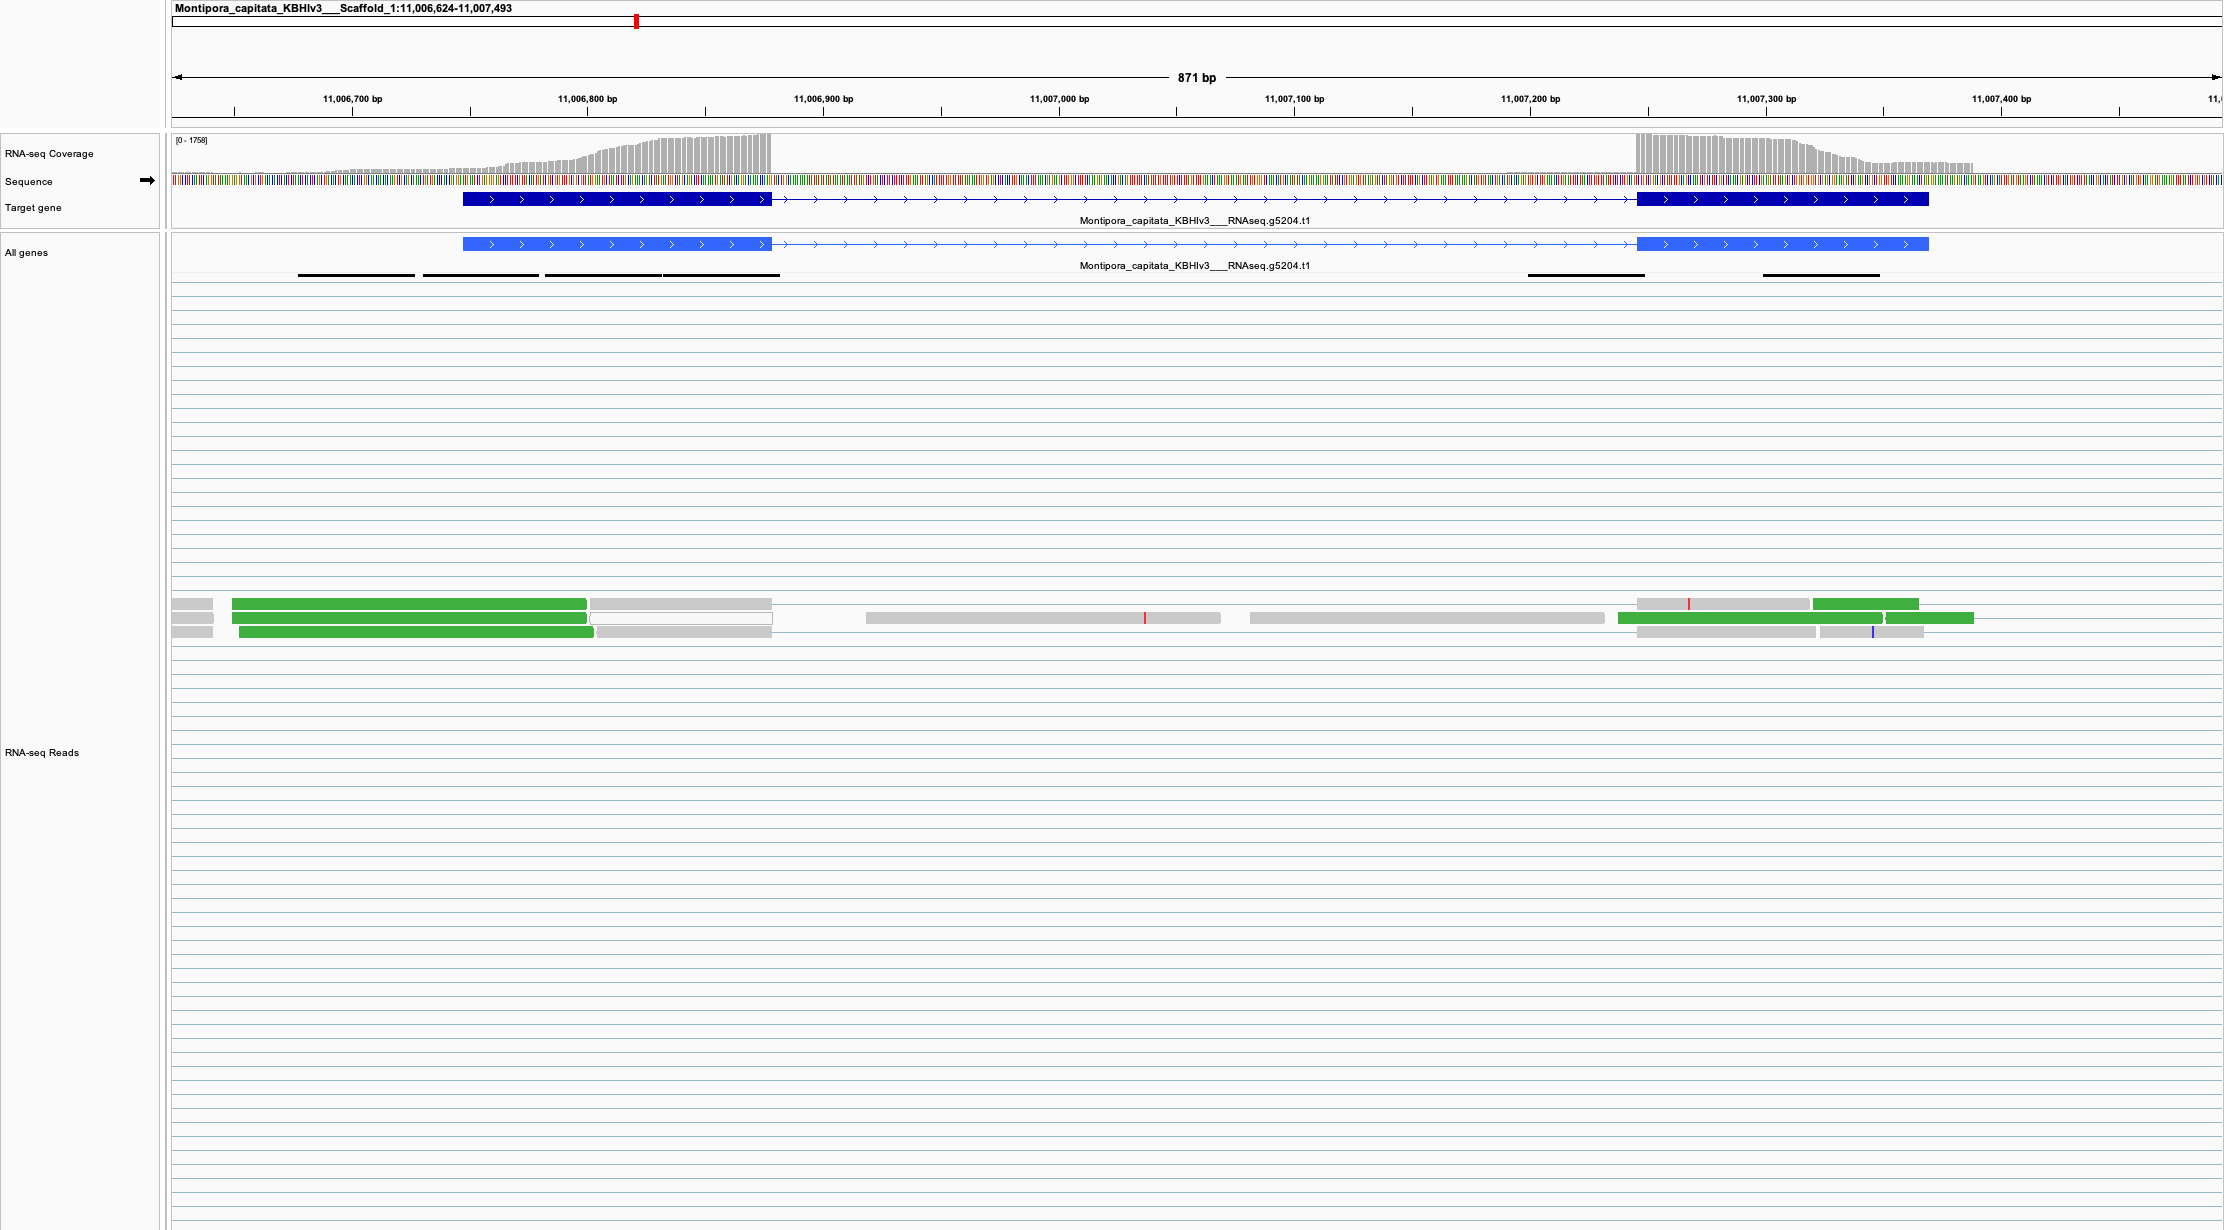 Montipora_capitata_KBHIv3___Scaffold_1:11,006,624-11,007,493
871 bp
11,006,700 bp 11,006,800 bp 11,006,900 bp 11,007,000 bp 11,007,100 bp 11,007,200 bp 11,007,300 bp 11,007,400 bp 11,
RNA-seq Coverage
[0 - 1758]
Sequence
Target gene
Montipora_capitata_KBHIv3___RNAseq.g5204.t1
All genes
Montipora_capitata_KBHIv3___RNAseq.g5204.t1
RNA-seq Reads